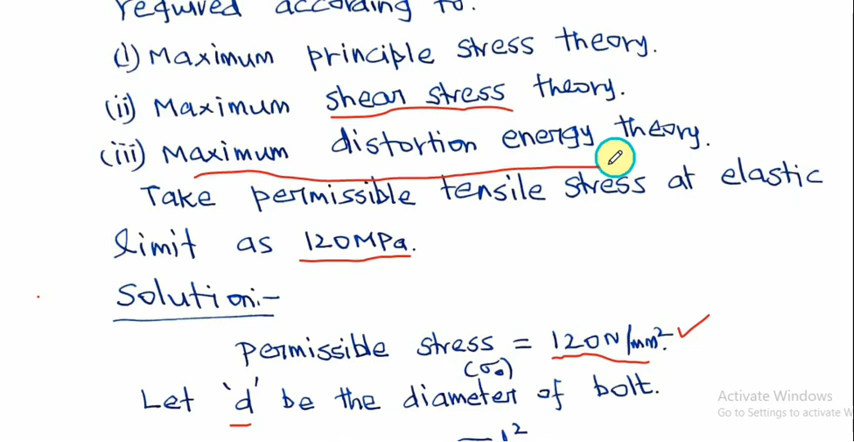 required according to:
(i) Maximum principle stress theory.
(ii) Maximum shear stress theory.
(iii) Maximum distortion energy theory.
Take permissible tensile stress at elastic
limit as 120MPa.
Solution:-
Permissible stress = 120N/mm².
(σ₀)
Let 'd' be the diameter of bolt.
Activate Windows
Go to Settings to activate W